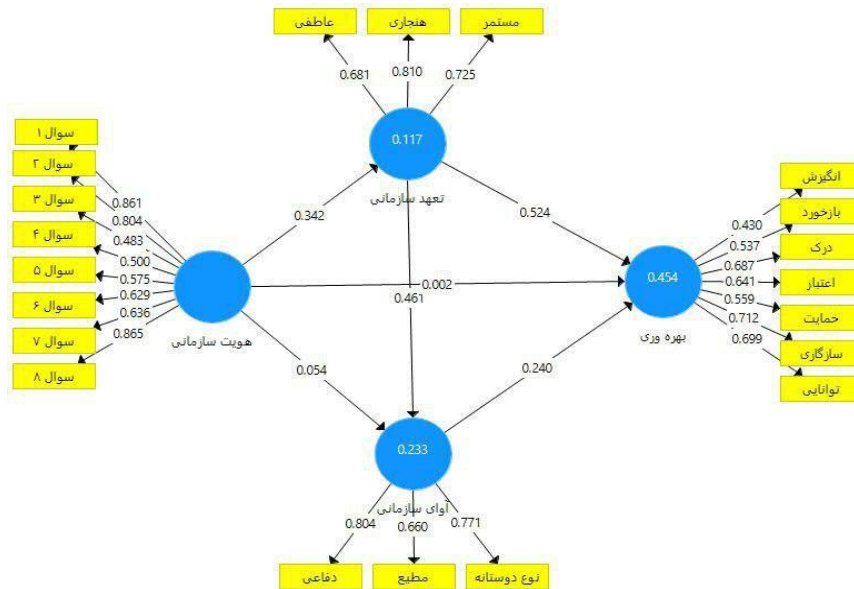 عاطفی
هنجاری
مستمر
0.681
0.810
0.725
0.117
تعهد سازمانی
سوال ۱
سوال ۲
سوال ۳
سوال ۴
سوال ۵
سوال ۶
سوال ۷
سوال ۸
0.861
0.804
0.483
0.500
0.575
0.629
0.636
0.865
هویت سازمانی
0.342
0.524
0.002
0.461
0.054
0.240
0.454
بهره وری
0.430
0.537
0.687
0.641
0.559
0.712
0.699
انگیزش
بازخورد
درک
اعتبار
حمایت
سازگاری
توانایی
0.233
آوای سازمانی
0.804
0.660
0.771
دفاعی
مطیع
نوع دوستانه